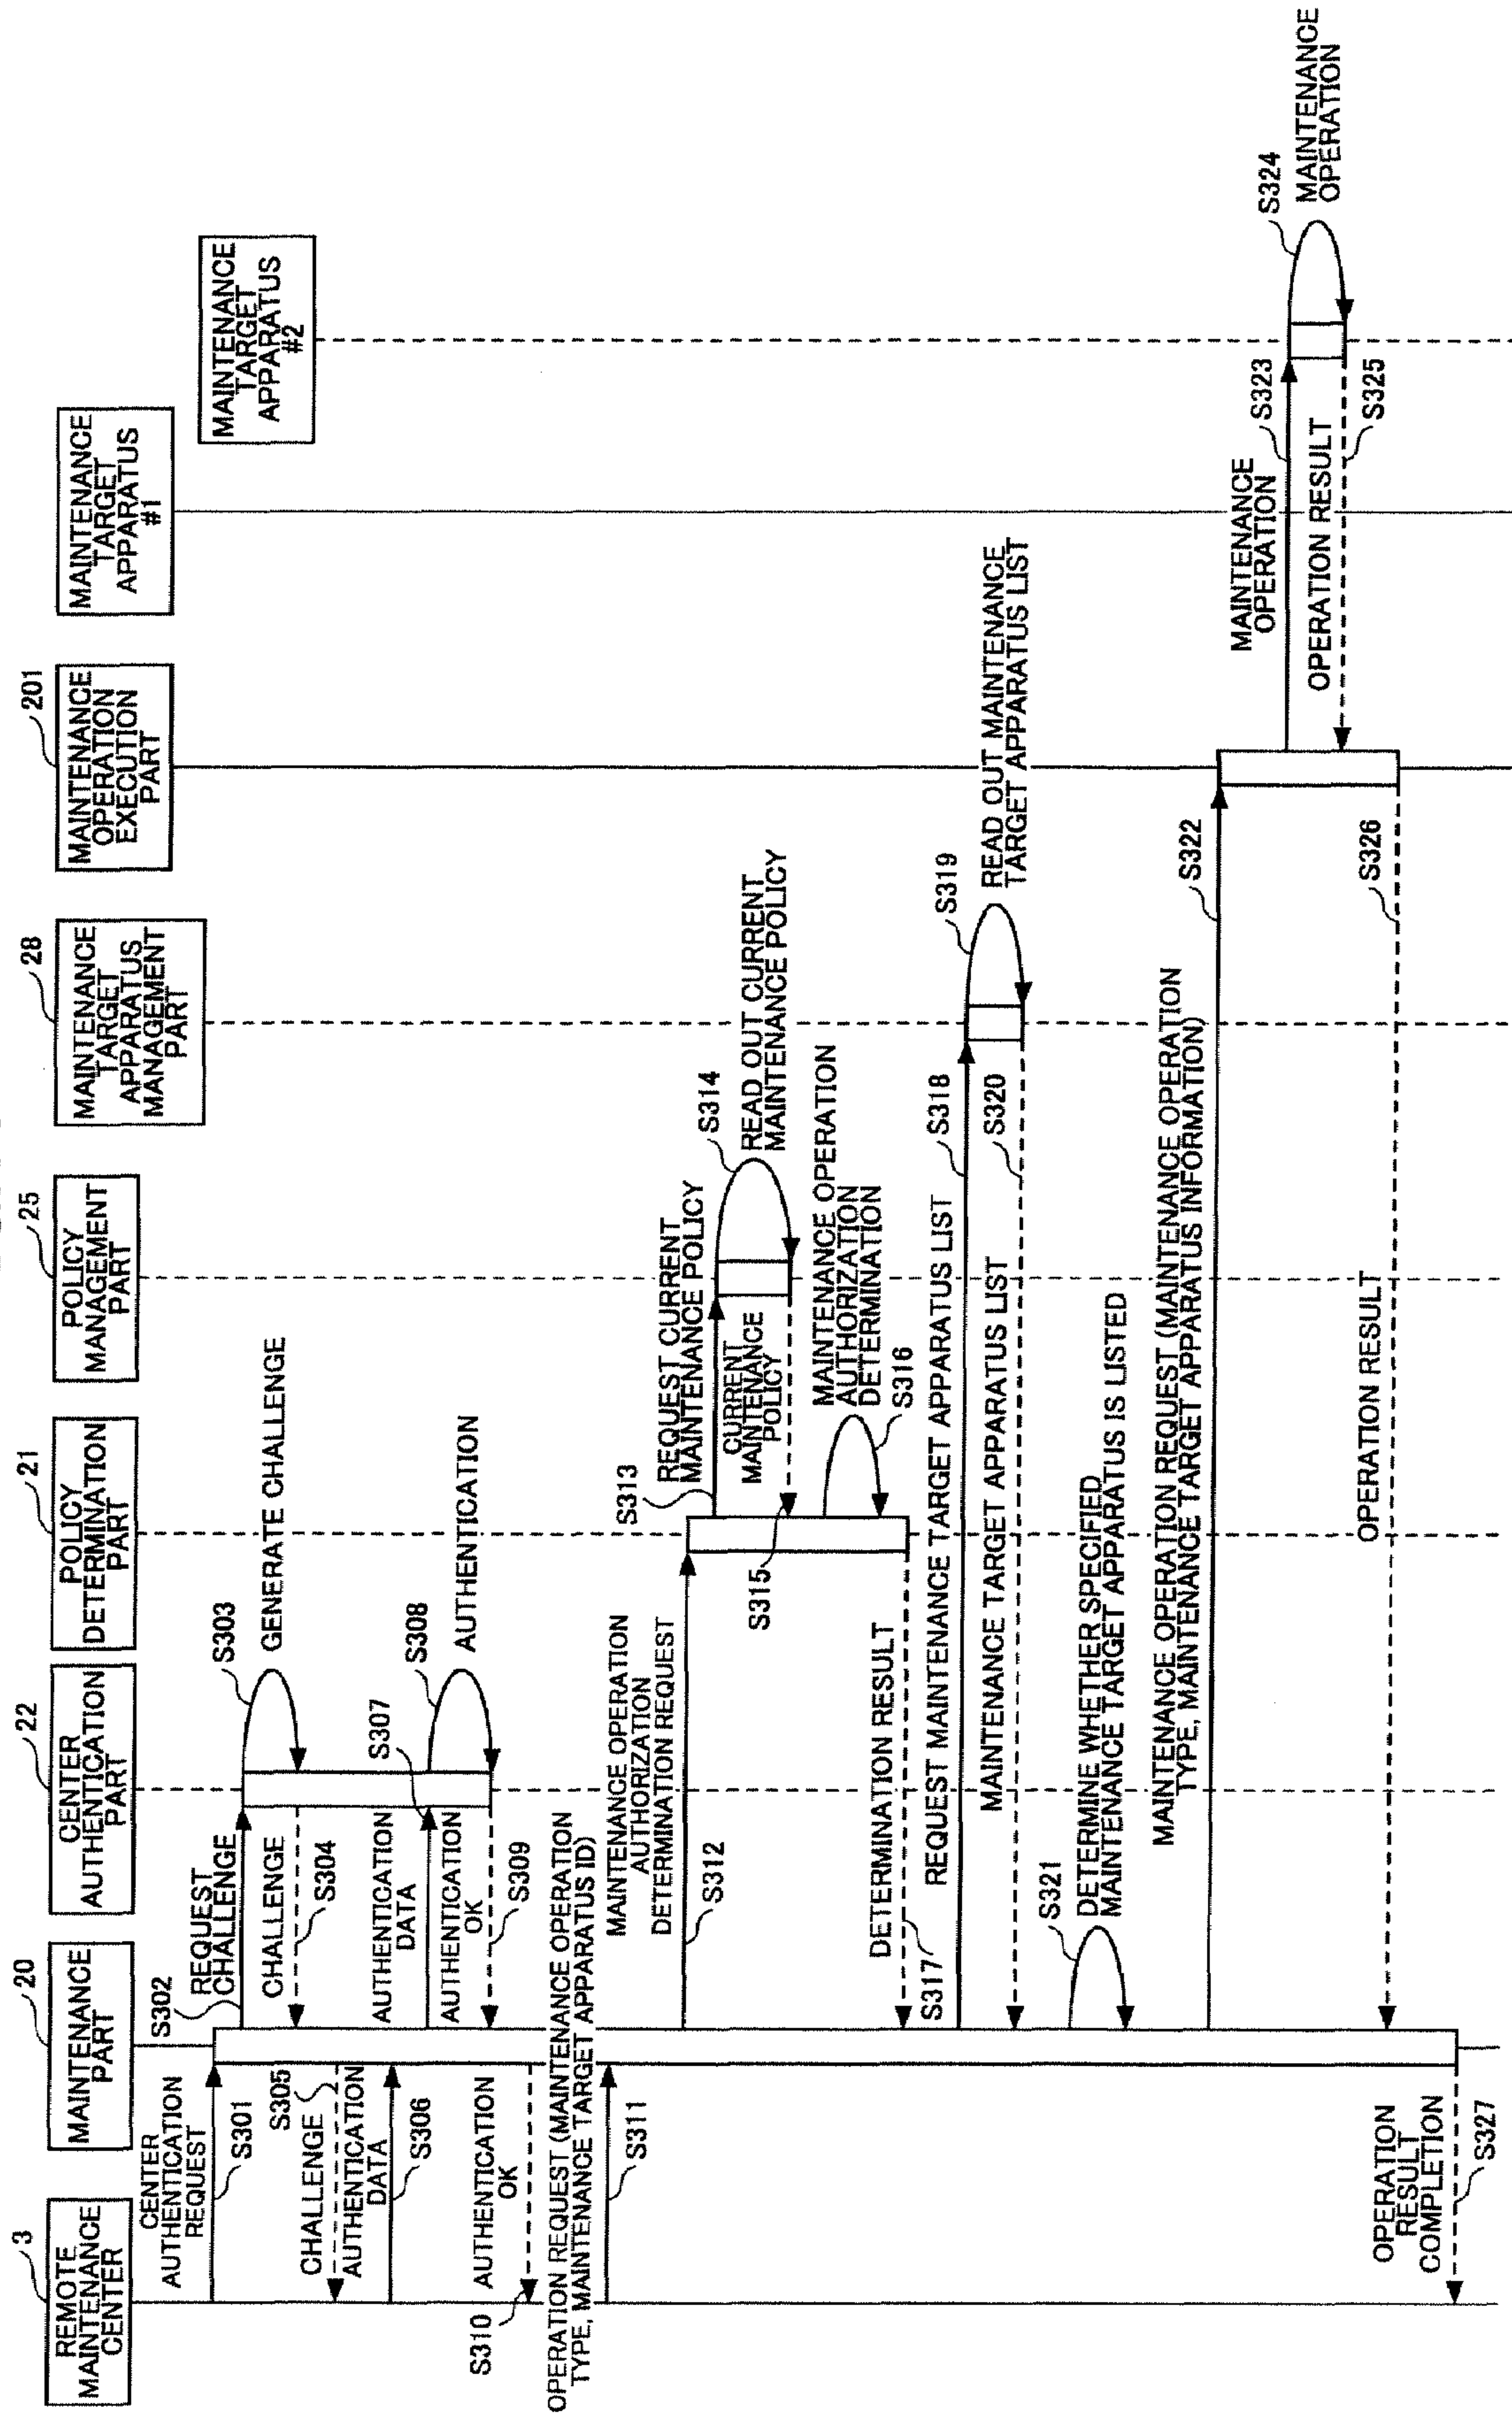 3
REMOTE
MAINTENANCE
CENTER
20
MAINTENANCE
PART
22
CENTER
AUTHENTICATION
PART
21
POLICY
DETERMINATION
PART
25
POLICY
MANAGEMENT
PART
28
MAINTENANCE
TARGET
APPARATUS
MANAGEMENT
PART
201
MAINTENANCE
OPERATION
EXECUTION
PART
MAINTENANCE
TARGET
APPARATUS
#1
MAINTENANCE
TARGET
APPARATUS
#2
CENTER
AUTHENTICATION
REQUEST
S301
S302
REQUEST
CHALLENGE
S303
GENERATE CHALLENGE
CHALLENGE
S304
S305
CHALLENGE
AUTHENTICATION
DATA
S306
AUTHENTICATION
DATA
S307
S308
AUTHENTICATION
AUTHENTICATION
OK
S309
AUTHENTICATION
OK
S310
OPERATION REQUEST (MAINTENANCE OPERATION
TYPE, MAINTENANCE TARGET APPARATUS ID)
S311
MAINTENANCE OPERATION
AUTHORIZATION
DETERMINATION REQUEST
S312
S313
REQUEST CURRENT
MAINTENANCE POLICY
S314
READ OUT CURRENT
MAINTENANCE POLICY
CURRENT
MAINTENANCE
POLICY
S315
MAINTENANCE OPERATION
AUTHORIZATION
DETERMINATION
S316
DETERMINATION RESULT
S317
REQUEST MAINTENANCE TARGET APPARATUS LIST
S318
S319
READ OUT MAINTENANCE
TARGET APPARATUS LIST
MAINTENANCE TARGET APPARATUS LIST
S320
S321
DETERMINE WHETHER SPECIFIED
MAINTENANCE TARGET APPARATUS IS LISTED
MAINTENANCE OPERATION REQUEST (MAINTENANCE OPERATION
TYPE, MAINTENANCE TARGET APPARATUS INFORMATION)
S322
MAINTENANCE
OPERATION
S323
S324
MAINTENANCE
OPERATION
OPERATION RESULT
S325
OPERATION RESULT
S326
OPERATION
RESULT
COMPLETION
S327